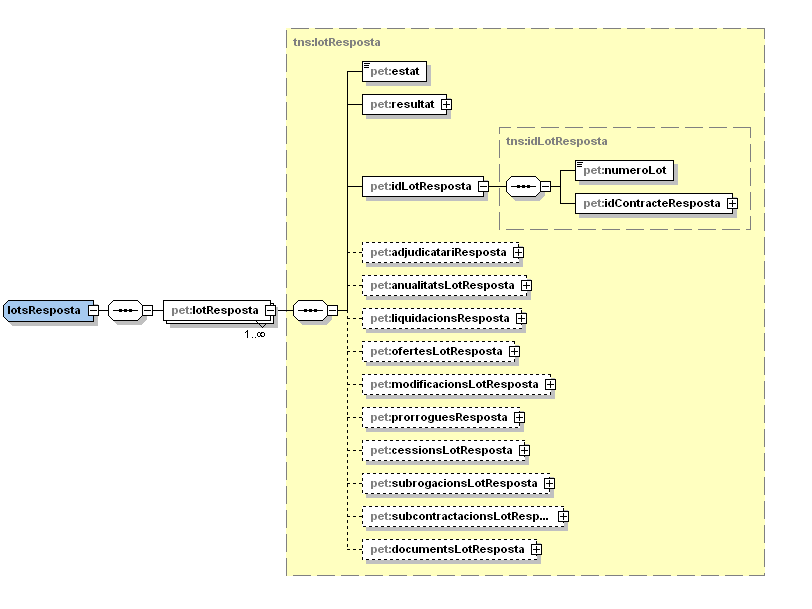 tns:lotResposta
pet:estat
pet:resultat
tns:idLotResposta
pet:numeroLot
pet:idLotResposta
pet:idContracteResposta
pet:adjudicatariResposta
pet:anualitatsLotResposta
lotsResposta
pet:lotResposta
1..∞
pet:liquidacionsResposta
pet:ofertesLotResposta
pet:modificacionsLotResposta
pet:prorroguesResposta
pet:cessionsLotResposta
pet:subrogacionsLotResposta
pet:subcontractacionsLotResp...
pet:documentsLotResposta